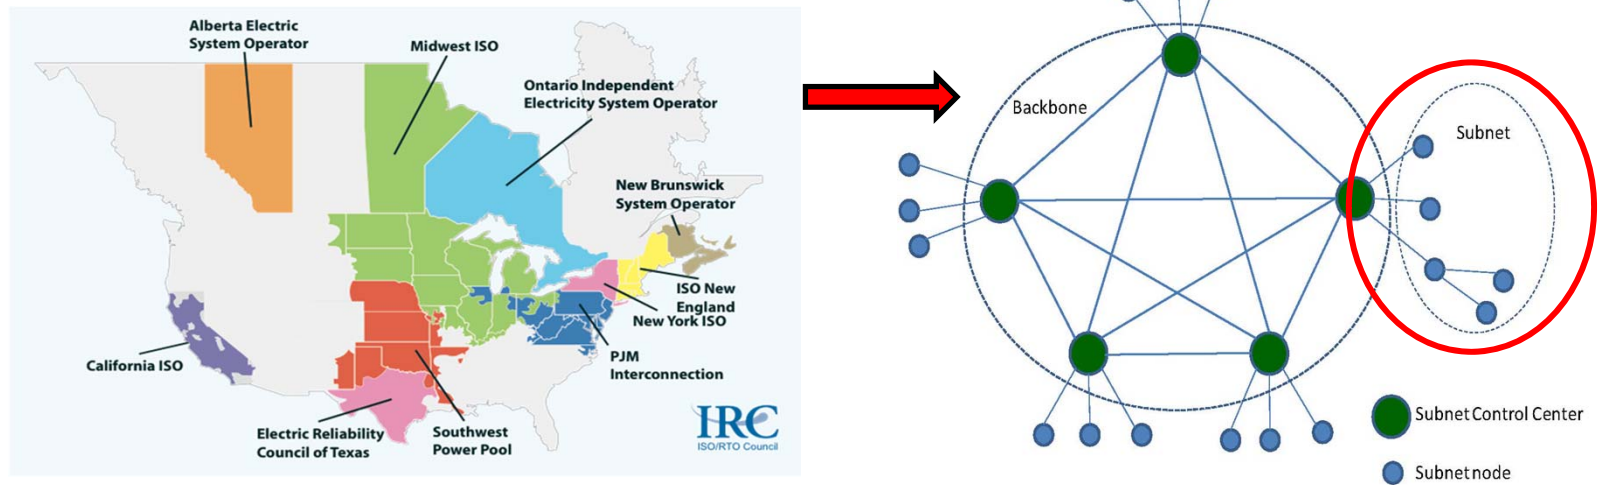 Alberta Electric
System Operator
Midwest ISO
Ontario Independent
Electricity System Operator
New Brunswick
System Operator
ISO New
England
New York ISO
PJM
Interconnection
California ISO
Electric Reliability
Council of Texas
Southwest
Power Pool
IRC
ISO/RTO Council
Backbone
Subnet
Subnet Control Center
Subnet node